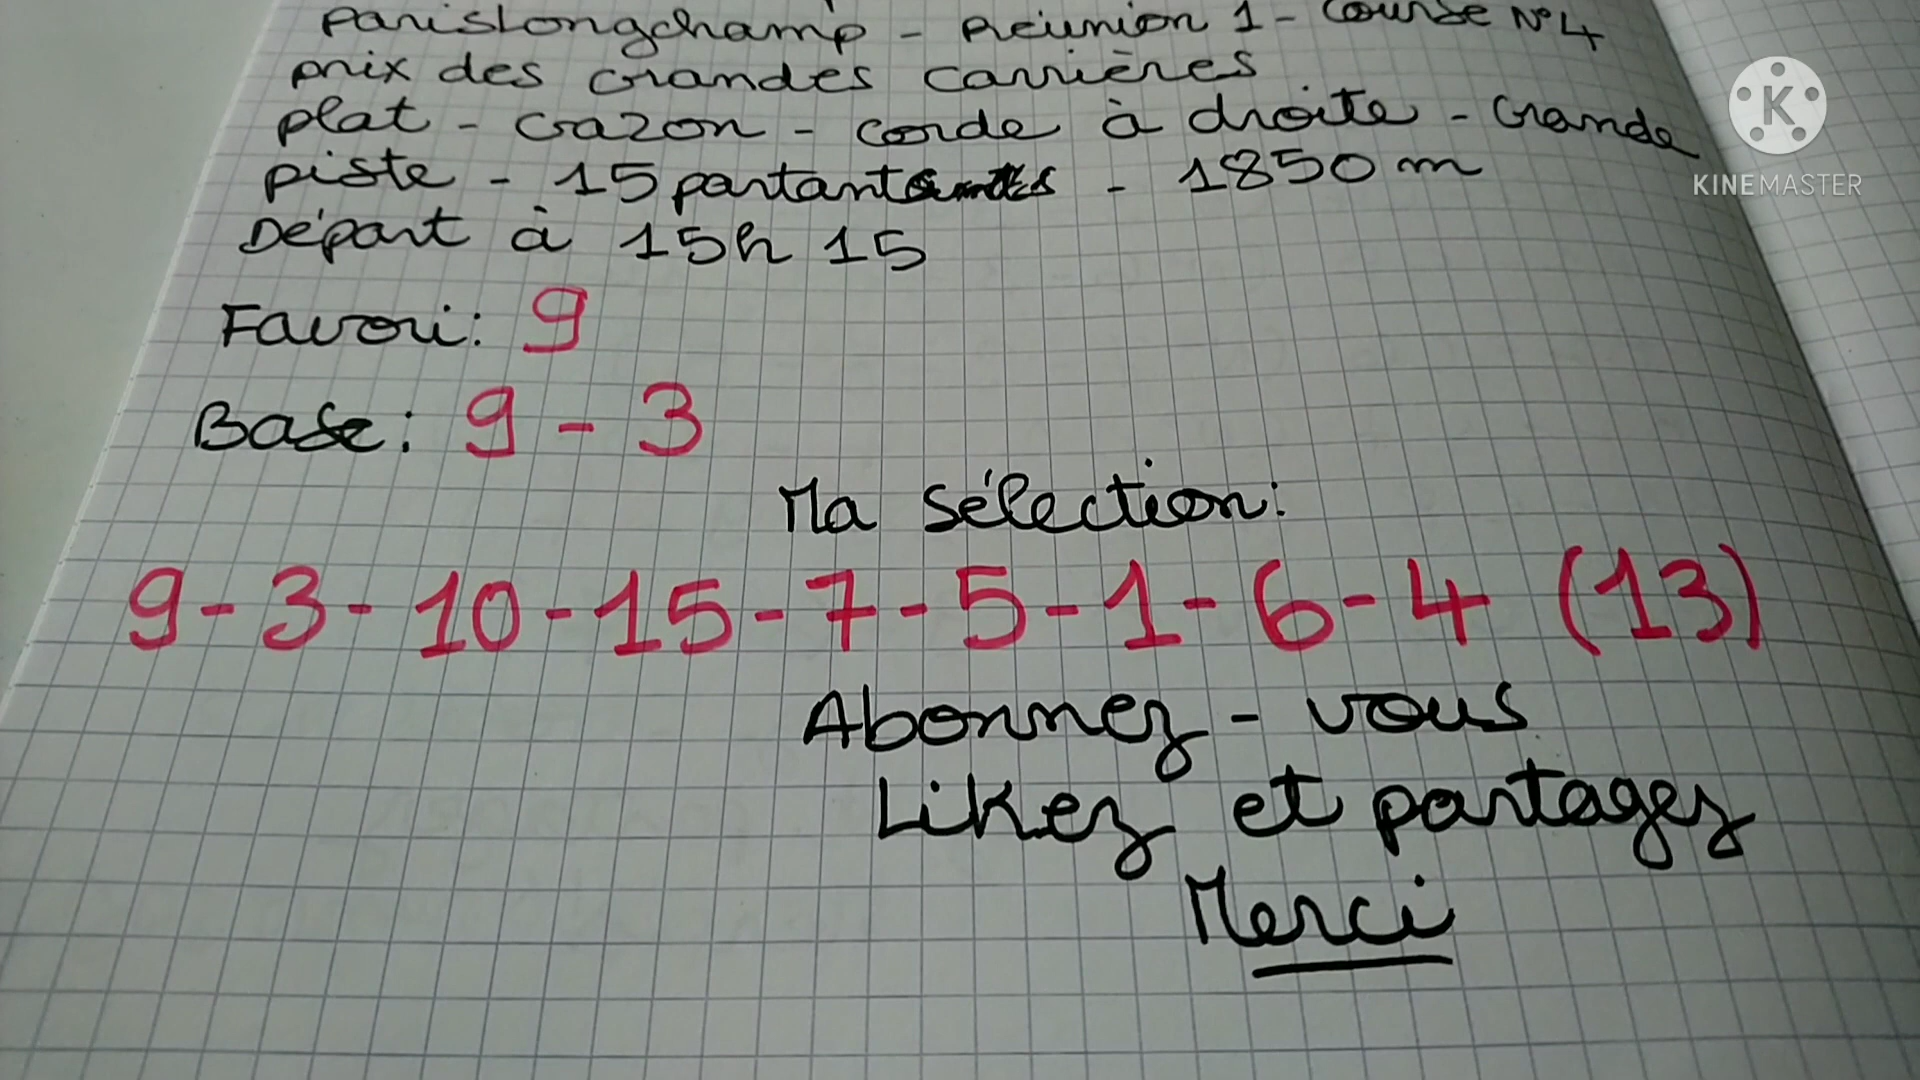 ParisLongchamp - Réunion 1 - Course N°4
prix des Grandes Carrières
plat - Gazon - corde à droite - Grande
piste - 15 partants - 1850 m
Départ à 15h15
Favori: 9
Base: 9 - 3
Ma sélection:
9 - 3 - 10 - 15 - 7 - 5 - 1 - 6 - 4 (13)
Abonnez - vous
Likez et partagez
Merci
K
KINEMASTER